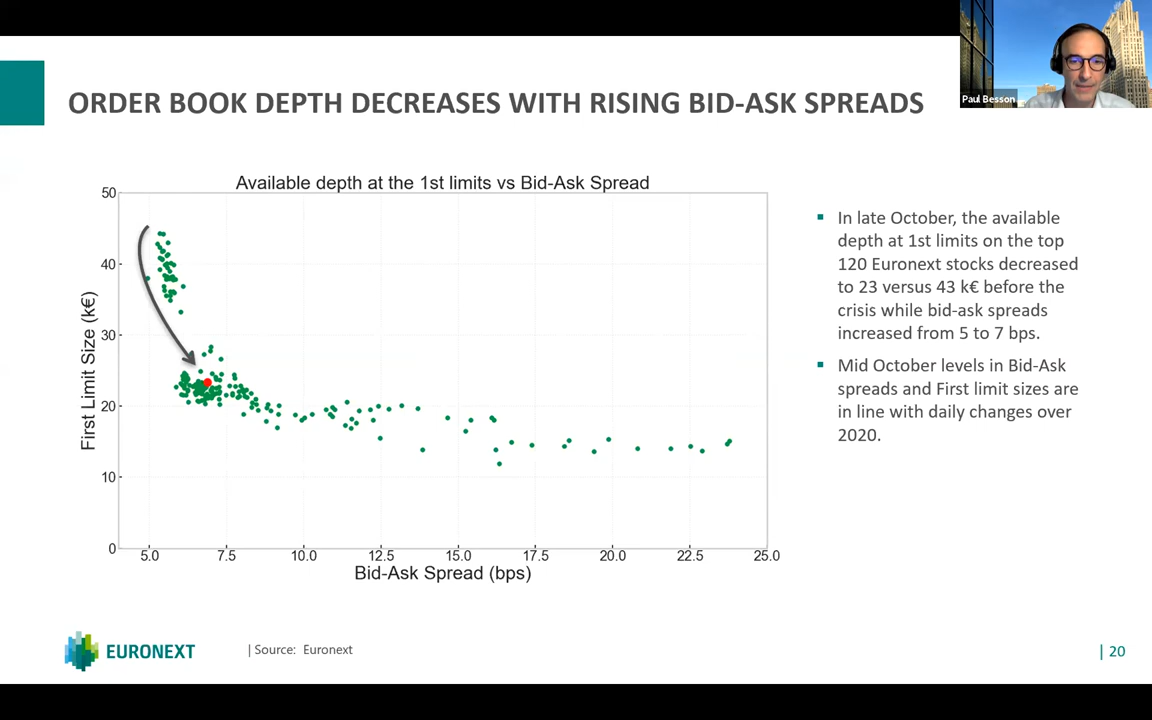 Paul Besson
ORDER BOOK DEPTH DECREASES WITH RISING BID-ASK SPREADS
Available depth at the 1st limits vs Bid-Ask Spread
50
40
30
20
10
0
First Limit Size (k€)
5.0 7.5 10.0 12.5 15.0 17.5 20.0 22.5 25.0
Bid-Ask Spread (bps)
▪ In late October, the available
depth at 1st limits on the top
120 Euronext stocks decreased
to 23 versus 43 k€ before the
crisis while bid-ask spreads
increased from 5 to 7 bps.
▪ Mid October levels in Bid-Ask
spreads and First limit sizes are
in line with daily changes over
2020.
EURONEXT
| Source: Euronext
| 20